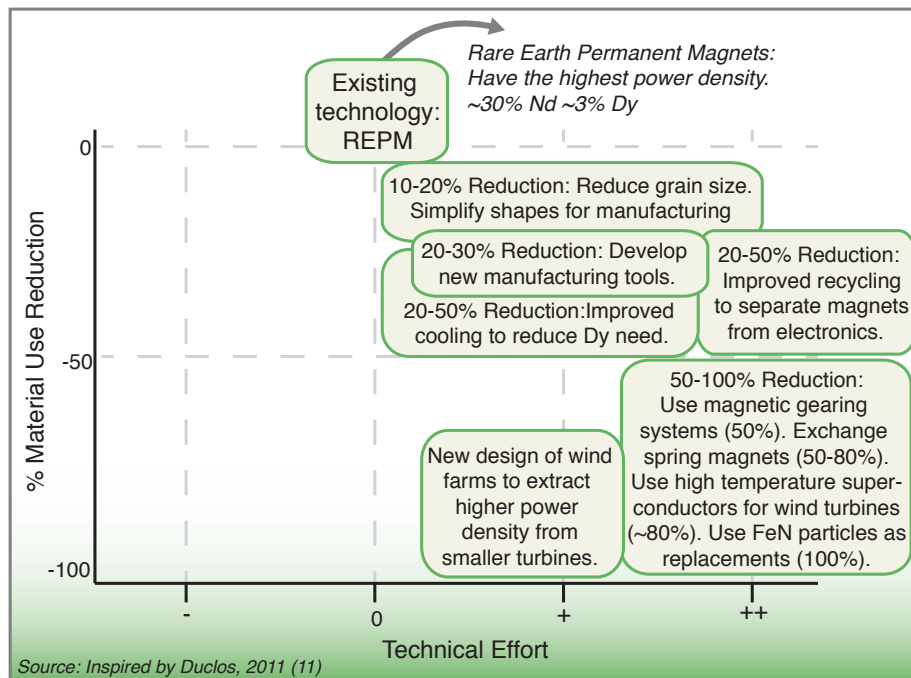 Rare Earth Permanent Magnets:
Have the highest power density.
~30% Nd ~3% Dy
Existing
technology:
REPM
0
10-20% Reduction: Reduce grain size.
Simplify shapes for manufacturing
20-30% Reduction: Develop
new manufacturing tools.
20-50% Reduction:Improved
cooling to reduce Dy need.
20-50% Reduction:
Improved recycling
to separate magnets
from electronics.
-50
50-100% Reduction:
Use magnetic gearing
systems (50%). Exchange
spring magnets (50-80%).
Use high temperature super-
conductors for wind turbines
(~80%). Use FeN particles as
replacements (100%).
New design of wind
farms to extract
higher power
density from
smaller turbines.
-100
% Material Use Reduction
- 0 + ++
Technical Effort
Source: Inspired by Duclos, 2011 (11)